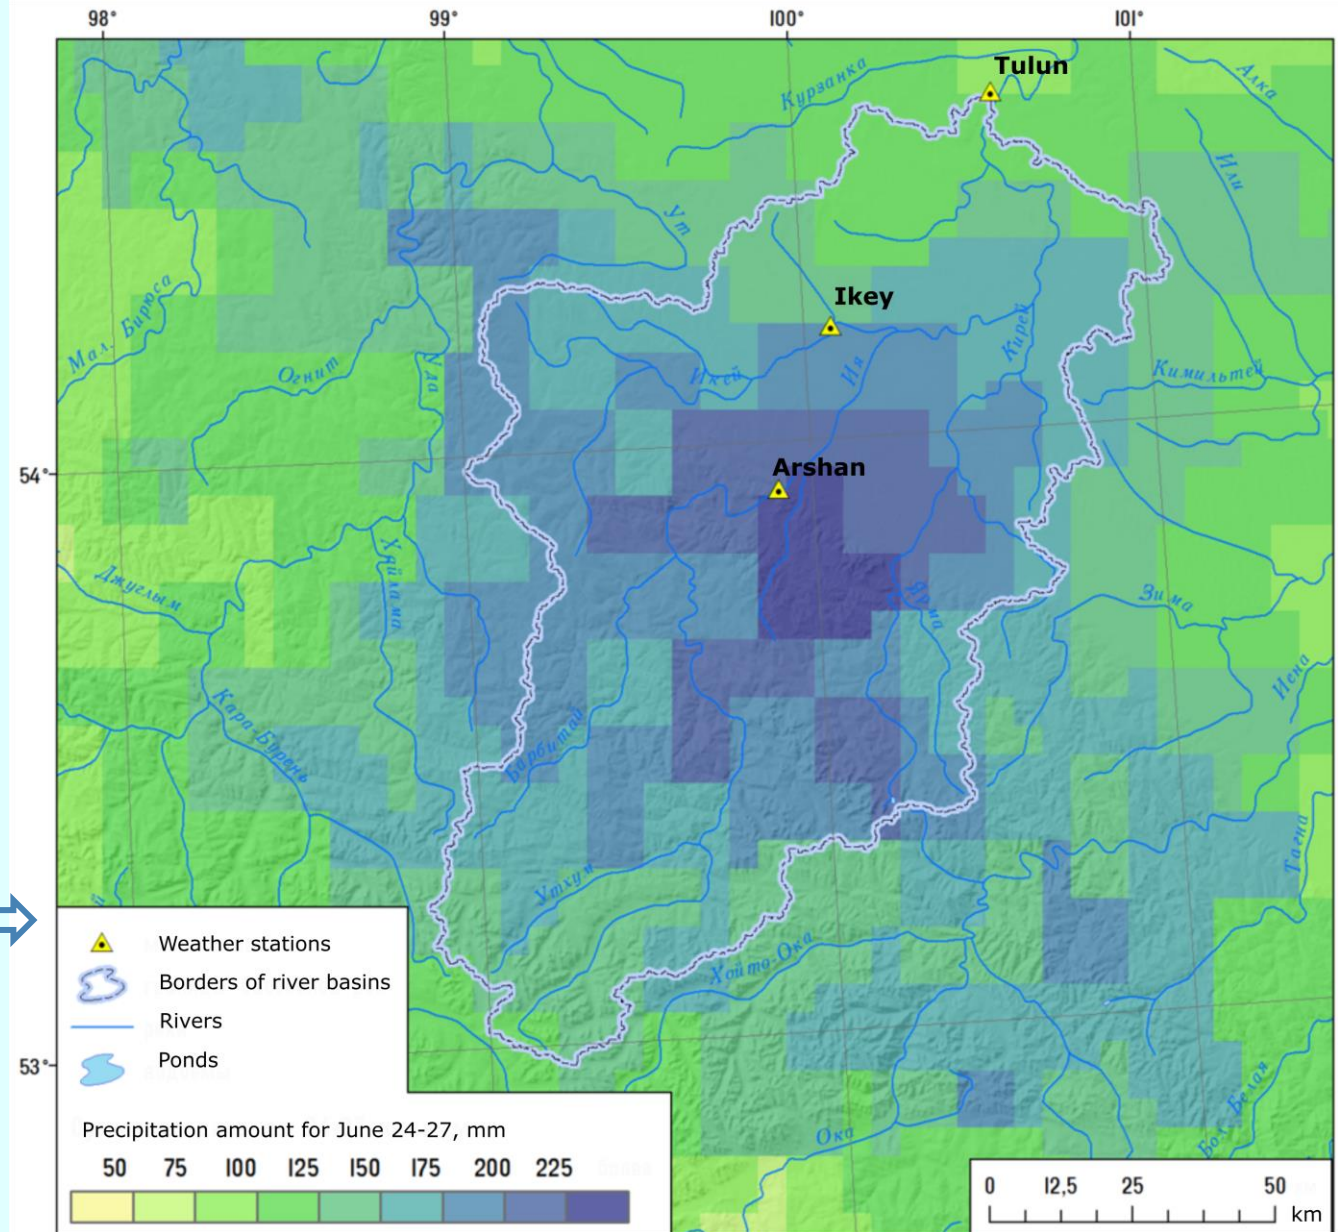 98° 99° 100° 101°
Tulun
Курзанка
Алка
Или
Ут
Ikey
Мал. Бирюса
Кирей
Огнит
Уда
Икей
Ия
Кимильтей
54°
Arshan
Хайлама
Джуглым
Зима
Яума
Иена
Кара-Бурень
Барбитай
Тагна
Утхум
й
Хойто-Ока
Weather stations
Borders of river basins
Rivers
Ponds
53°
Бол. Белая
Ока
Precipitation amount for June 24-27, mm
50 75 100 125 150 175 200 225
0 12,5 25 50
km